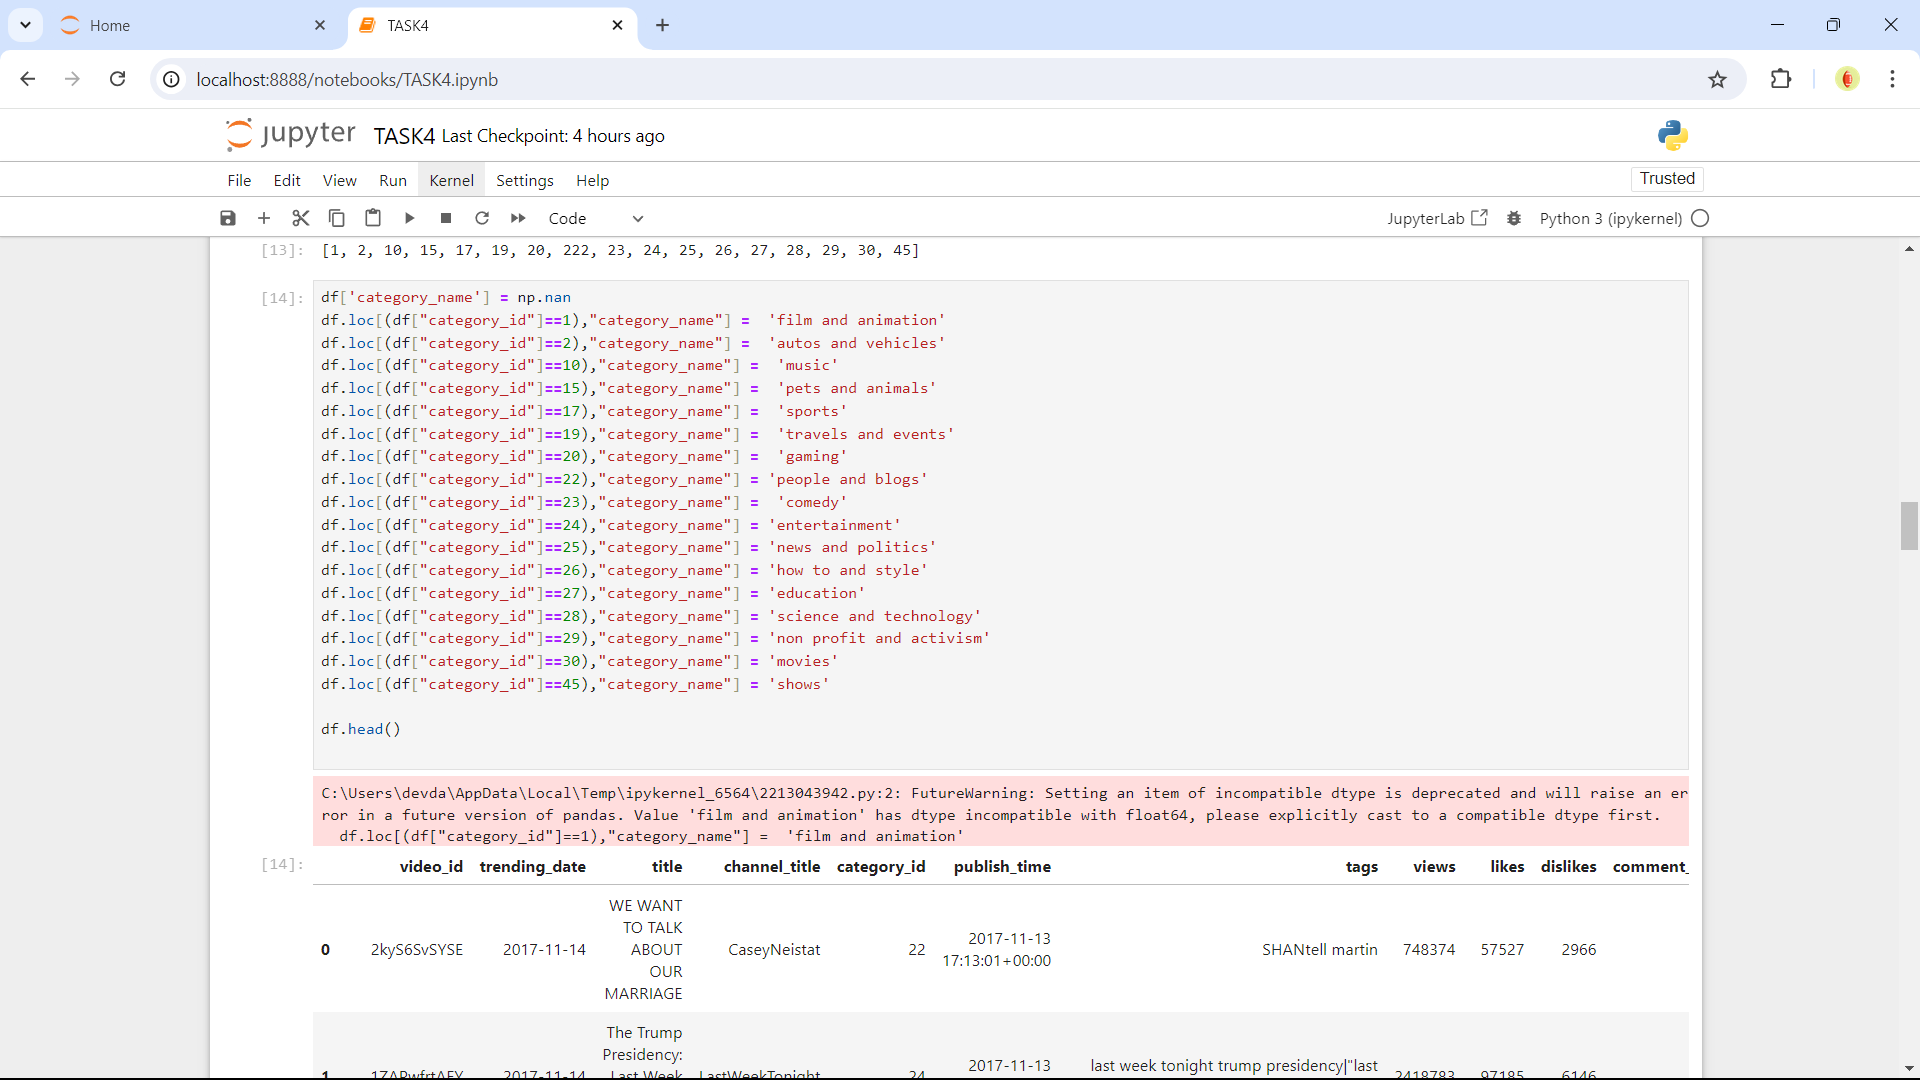 Home
TASK4
localhost:8888/notebooks/TASK4.ipynb
jupyter TASK4 Last Checkpoint: 4 hours ago
File Edit View Run Kernel Settings Help
Trusted
Code
JupyterLab Python 3 (ipykernel)
[13]: [1, 2, 10, 15, 17, 19, 20, 222, 23, 24, 25, 26, 27, 28, 29, 30, 45]
[14]: df['category_name'] = np.nan
df.loc[(df["category_id"]==1),"category_name"] =  'film and animation'
df.loc[(df["category_id"]==2),"category_name"] =  'autos and vehicles'
df.loc[(df["category_id"]==10),"category_name"] =  'music'
df.loc[(df["category_id"]==15),"category_name"] =  'pets and animals'
df.loc[(df["category_id"]==17),"category_name"] =  'sports'
df.loc[(df["category_id"]==19),"category_name"] =  'travels and events'
df.loc[(df["category_id"]==20),"category_name"] =  'gaming'
df.loc[(df["category_id"]==22),"category_name"] = 'people and blogs'
df.loc[(df["category_id"]==23),"category_name"] =  'comedy'
df.loc[(df["category_id"]==24),"category_name"] = 'entertainment'
df.loc[(df["category_id"]==25),"category_name"] = 'news and politics'
df.loc[(df["category_id"]==26),"category_name"] = 'how to and style'
df.loc[(df["category_id"]==27),"category_name"] = 'education'
df.loc[(df["category_id"]==28),"category_name"] = 'science and technology'
df.loc[(df["category_id"]==29),"category_name"] = 'non profit and activism'
df.loc[(df["category_id"]==30),"category_name"] = 'movies'
df.loc[(df["category_id"]==45),"category_name"] = 'shows'
df.head()
C:\Users\devda\AppData\Local\Temp\ipykernel_6564\2213043942.py:2: FutureWarning: Setting an item of incompatible dtype is deprecated and will raise an er
ror in a future version of pandas. Value 'film and animation' has dtype incompatible with float64, please explicitly cast to a compatible dtype first.
df.loc[(df["category_id"]==1),"category_name"] =  'film and animation'
[14]: video_id trending_date title channel_title category_id publish_time tags views likes dislikes comment_
WE WANT
TO TALK
0 2kyS6SvSYSE 2017-11-14 ABOUT CaseyNeistat 22 2017-11-13 17:13:01+00:00 SHANtell martin 748374 57527 2966
OUR
MARRIAGE
The Trump
Presidency:
1 1ZAPwfrtAFY 2017-11-14 Last Week LastWeekTonight 24 2017-11-13 last week tonight trump presidency|"last 2418783 97185 6146